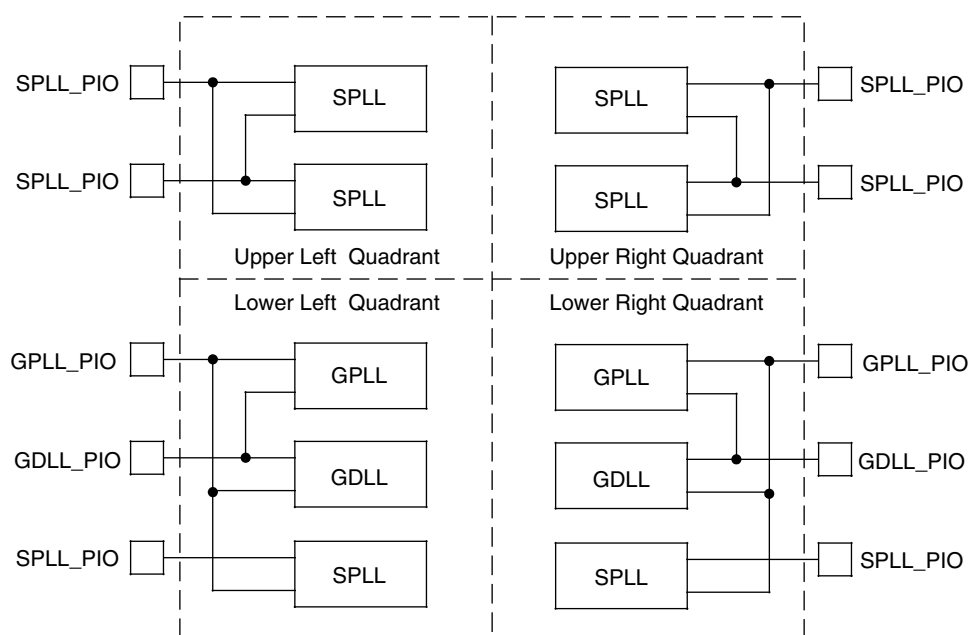 SPLL_PIO
SPLL
SPLL
SPLL_PIO
SPLL_PIO
SPLL
SPLL
SPLL_PIO
Upper Left Quadrant
Upper Right Quadrant
Lower Left Quadrant
Lower Right Quadrant
GPLL_PIO
GPLL
GPLL
GPLL_PIO
GDLL_PIO
GDLL
GDLL
GDLL_PIO
SPLL_PIO
SPLL
SPLL
SPLL_PIO